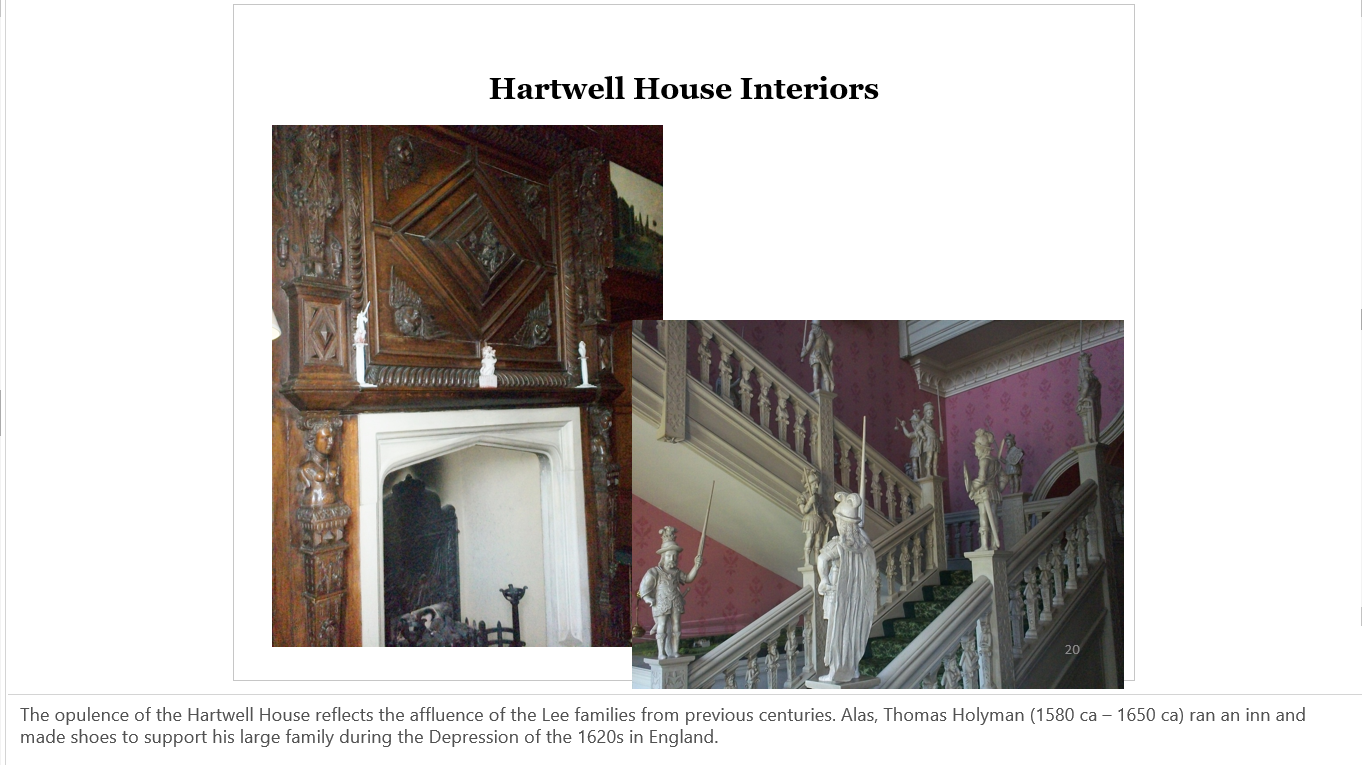 Hartwell House Interiors
20
The opulence of the Hartwell House reflects the affluence of the Lee families from previous centuries. Alas, Thomas Holyman (1580 ca – 1650 ca) ran an inn and
made shoes to support his large family during the Depression of the 1620s in England.